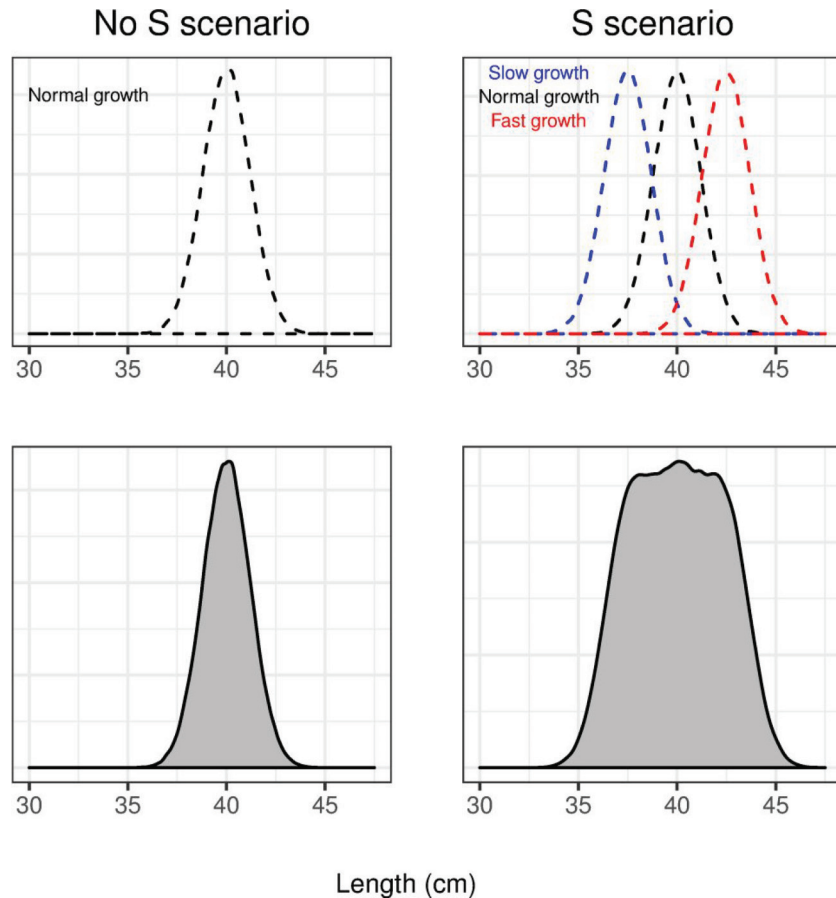 No S scenario
S scenario
Normal growth
Slow growth
Normal growth
Fast growth
30 35 40 45
30 35 40 45
30 35 40 45
30 35 40 45
Length (cm)